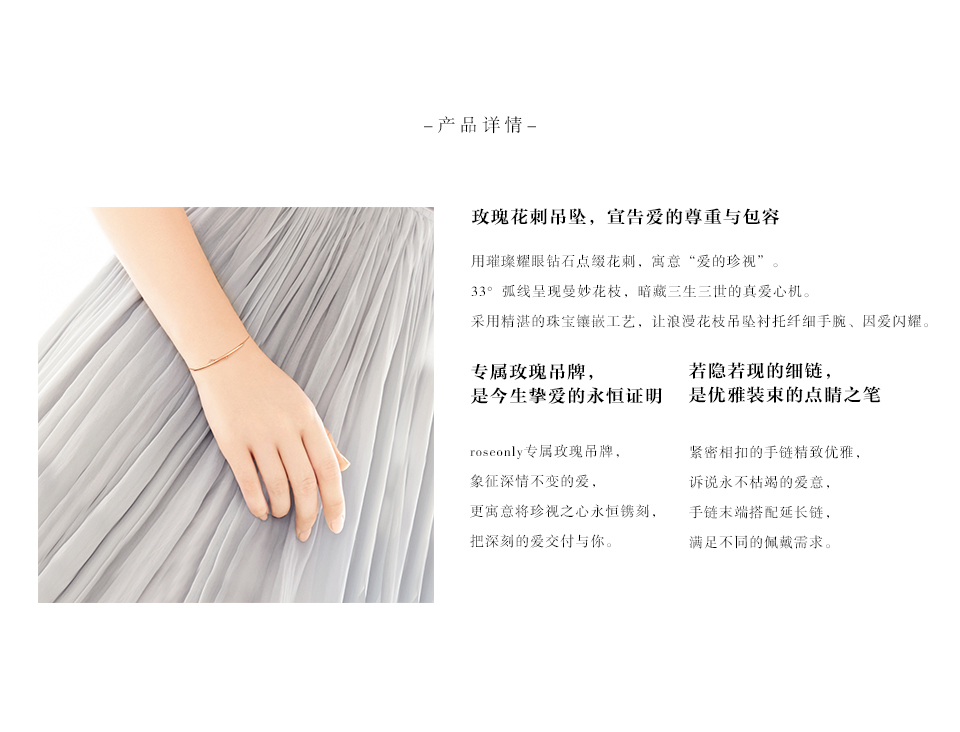 –产品详情–
玫瑰花刺吊坠，宣告爱的尊重与包容
用璀璨耀眼钻石点缀花刺，寓意“爱的珍视”。
33°弧线呈现曼妙花枝，暗藏三生三世的真爱心机。
采用精湛的珠宝镶嵌工艺，让浪漫花枝吊坠衬托纤细手腕、因爱闪耀。
专属玫瑰吊牌，
是今生挚爱的永恒证明
roseonly专属玫瑰吊牌，
象征深情不变的爱，
更寓意将珍视之心永恒镌刻，
把深刻的爱交付与你。
若隐若现的细链，
是优雅装束的点睛之笔
紧密相扣的手链精致优雅，
诉说永不枯竭的爱意，
手链末端搭配延长链，
满足不同的佩戴需求。